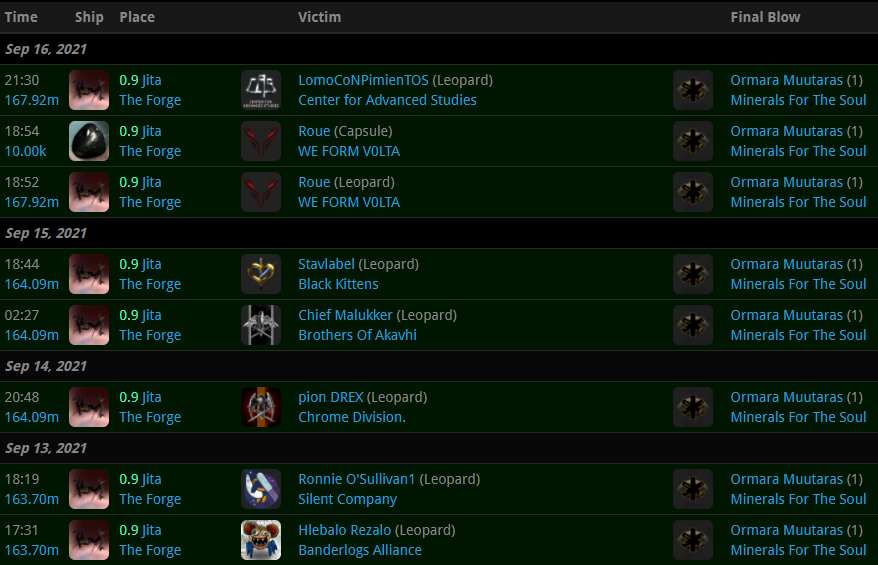 Time Ship Place Victim Final Blow
Sep 16, 2021
21:30 0.9 Jita LomoCoNPimienTOS (Leopard) Ormara Muutaras (1)
167.92m The Forge CENTER FOR ADVANCED STUDIES Center for Advanced Studies Minerals For The Soul
18:54 0.9 Jita Roue (Capsule) Ormara Muutaras (1)
10.00k The Forge WE FORM V0LTA Minerals For The Soul
18:52 0.9 Jita Roue (Leopard) Ormara Muutaras (1)
167.92m The Forge WE FORM V0LTA Minerals For The Soul
Sep 15, 2021
18:44 0.9 Jita Stavlabel (Leopard) Ormara Muutaras (1)
164.09m The Forge Black Kittens Minerals For The Soul
02:27 0.9 Jita Chief Malukker (Leopard) Ormara Muutaras (1)
164.09m The Forge Brothers Of Akavhi Minerals For The Soul
Sep 14, 2021
20:48 0.9 Jita pion DREX (Leopard) Ormara Muutaras (1)
164.09m The Forge Chrome Division. Minerals For The Soul
Sep 13, 2021
18:19 0.9 Jita Ronnie O'Sullivan1 (Leopard) Ormara Muutaras (1)
163.70m The Forge Silent Company Minerals For The Soul
17:31 0.9 Jita Hlebalo Rezalo (Leopard) Ormara Muutaras (1)
163.70m The Forge Banderlogs Alliance Minerals For The Soul